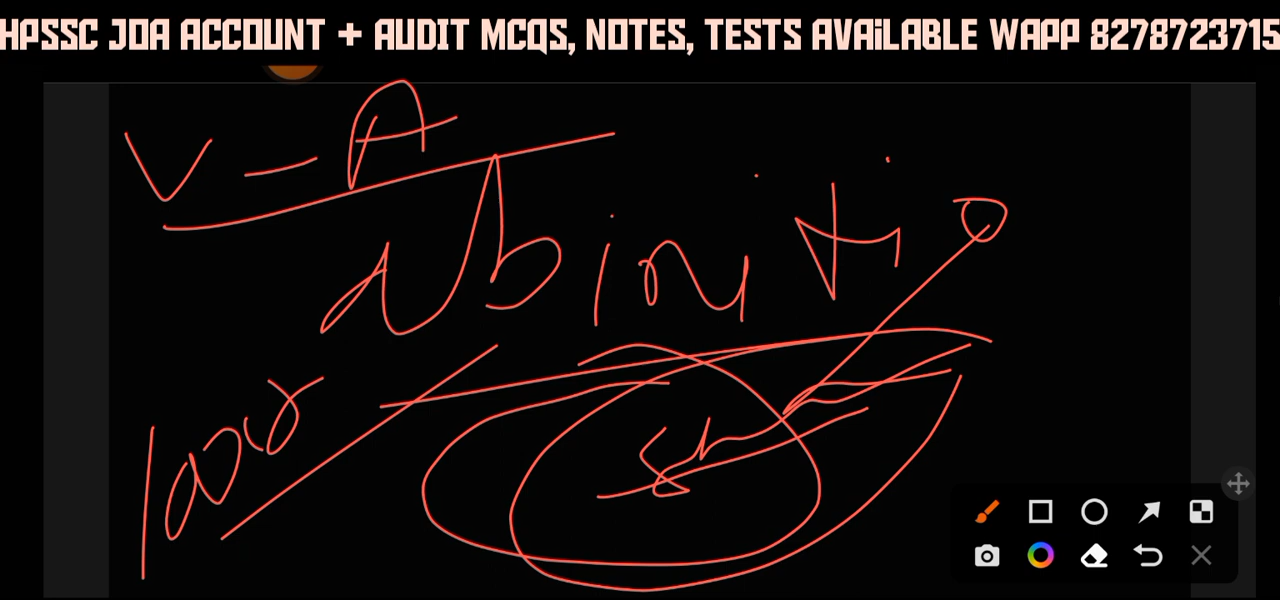 HPSSC JOA ACCOUNT + AUDIT MCQS, NOTES, TESTS AVAiLABLE WAPP 8278723715
V - A
abinitio